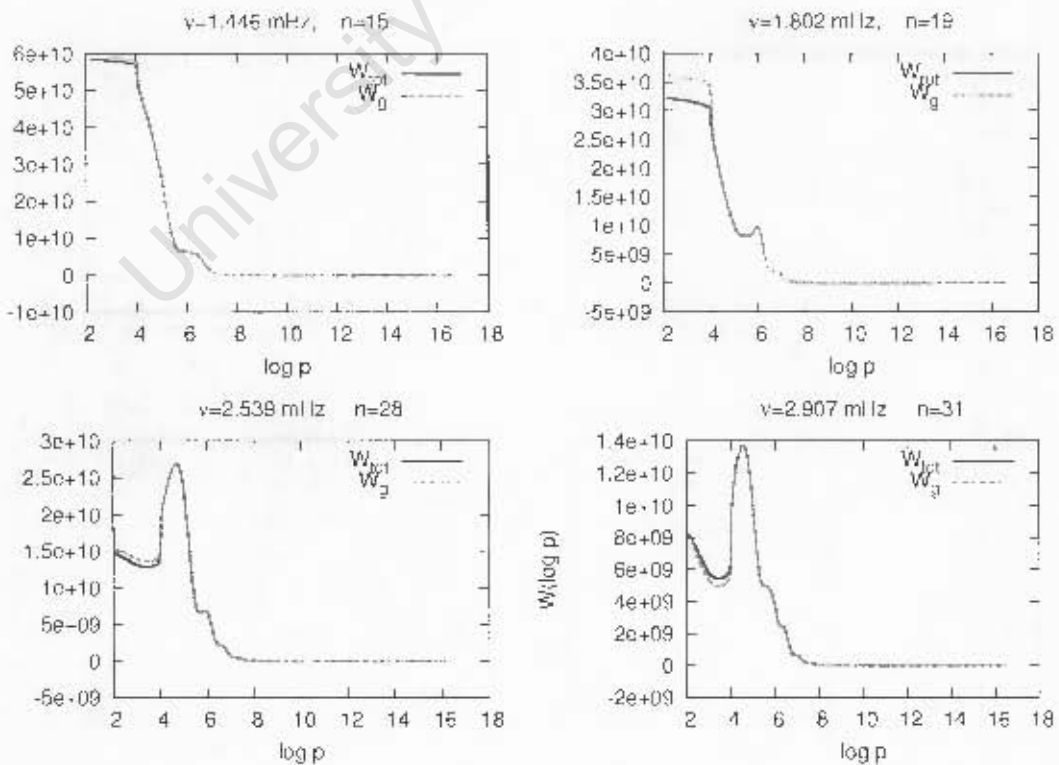 ν=1.445 mHz, n=15
6e+10
5e+10
4e+10
3e+10
2e+10
1e+10
0
-1e+10
2 4 6 8 10 12 14 16 18
log p
W_tot
W_g
ν=1.802 mHz, n=19
4e+10
3.5e+10
3e+10
2.5e+10
2e+10
1.5e+10
1e+10
5e+09
0
-5e+09
2 4 6 8 10 12 14 16 18
log p
W_tot
W_g
ν=2.539 mHz n=28
3e+10
2.5e+10
2e+10
1.5e+10
1e+10
5e+09
0
-5e+09
2 4 6 8 10 12 14 16 18
log p
W_tot
W_g
ν=2.907 mHz n=31
1.4e+10
1.2e+10
1e+10
8e+09
6e+09
4e+09
2e+09
0
-2e+09
2 4 6 8 10 12 14 16 18
log p
W(log p)
W_tot
W_g
University